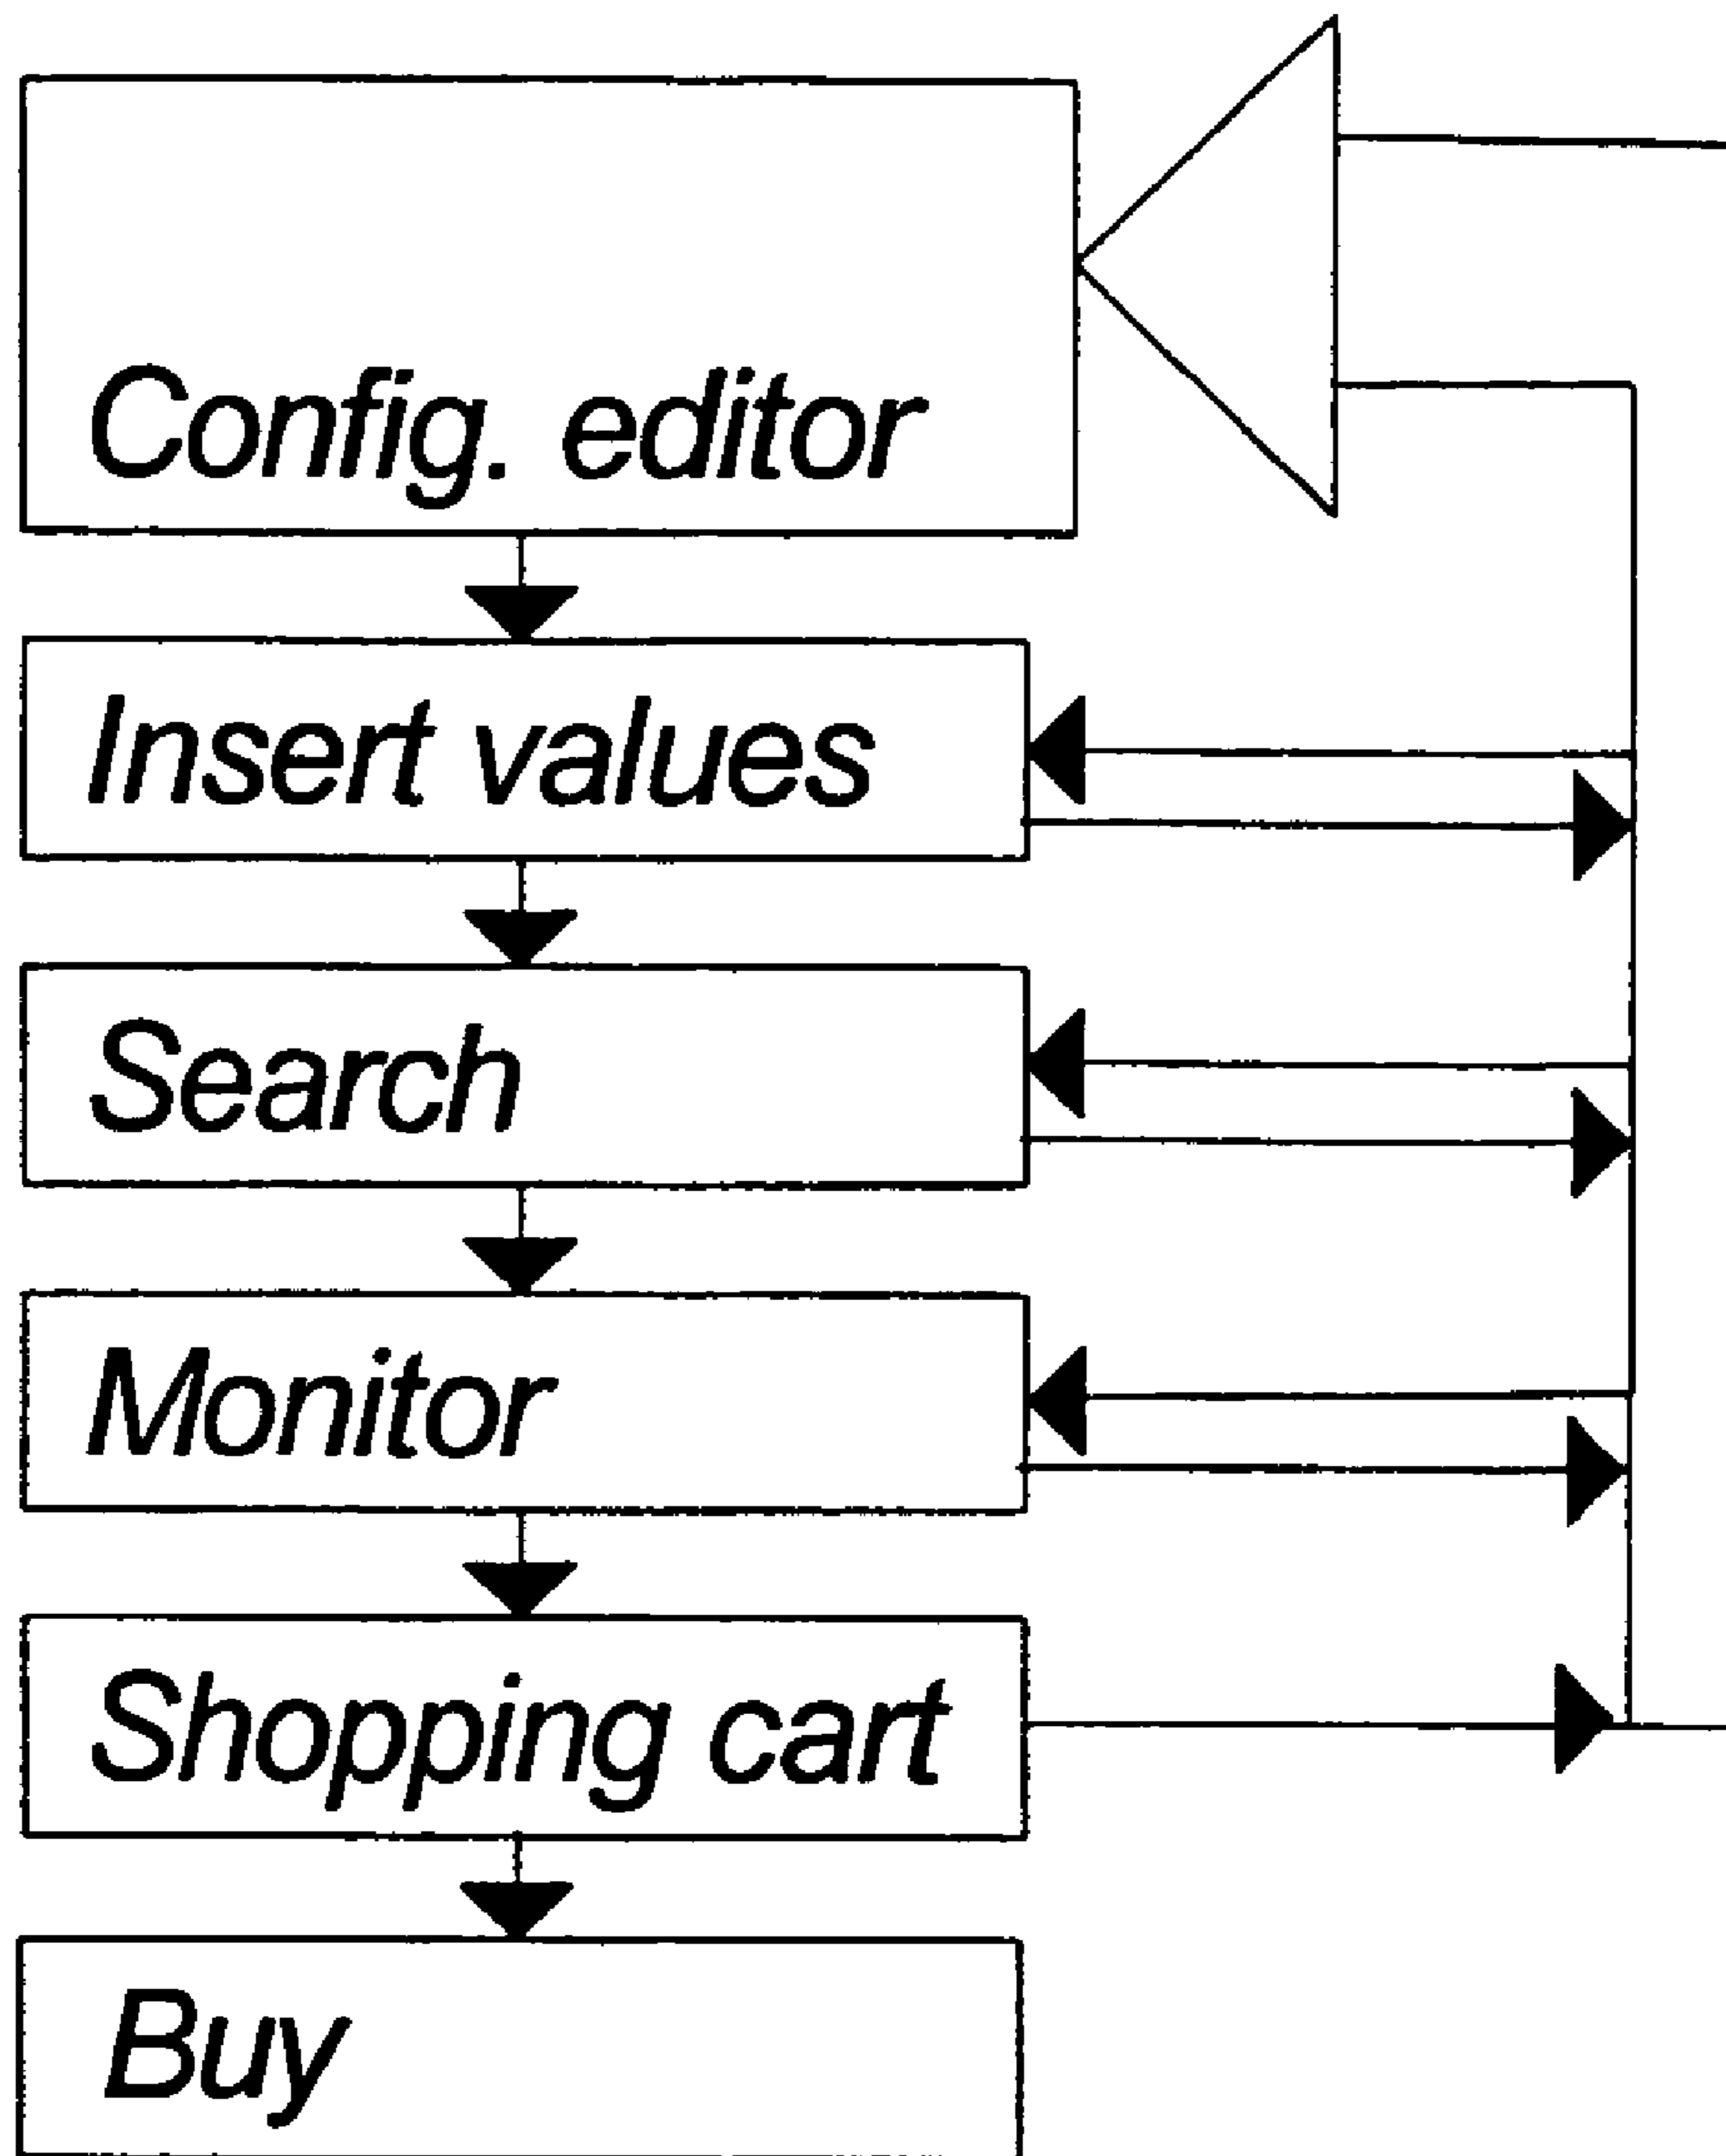 Config. editor
Insert values
Search
Monitor
Shopping cart
Buy